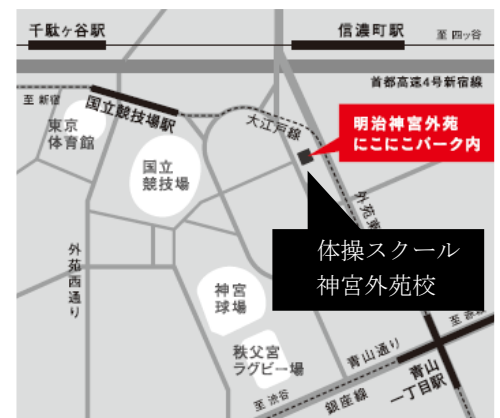 千駄ヶ谷駅
信濃町駅
至 四ッ谷
首都高速4号新宿線
至 新宿
国立競技場駅
東京
体育館
大江戸線
明治神宮外苑
にこにこパーク内
国立
競技場
外苑東
体操スクール
神宮外苑校
外苑西通り
神宮
球場
秩父宮
ラグビー場
青山通り
至 渋谷
銀座線
青山
一丁目駅